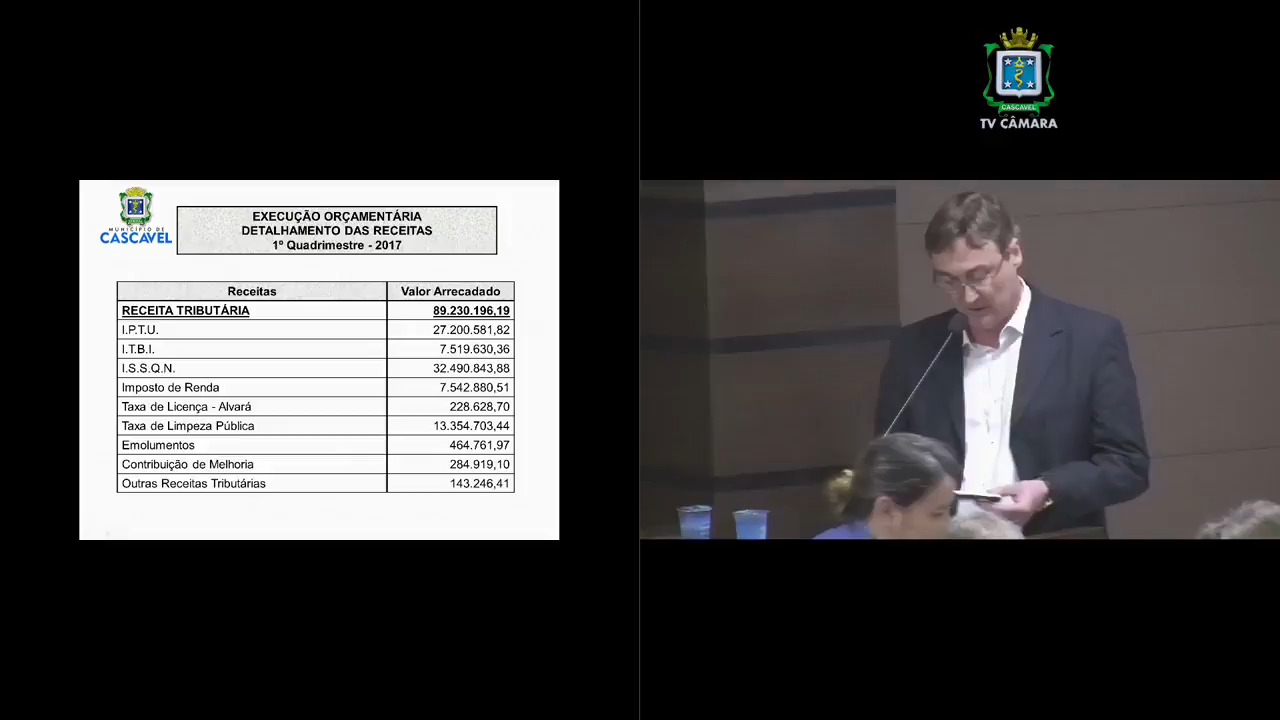 MUNICÍPIO DE
CASCAVEL
EXECUÇÃO ORÇAMENTÁRIA
DETALHAMENTO DAS RECEITAS
1º Quadrimestre - 2017
Receitas Valor Arrecadado
RECEITA TRIBUTÁRIA 89.230.196,19
I.P.T.U. 27.200.581,82
I.T.B.I. 7.519.630,36
I.S.S.Q.N. 32.490.843,88
Imposto de Renda 7.542.880,51
Taxa de Licença - Alvará 228.628,70
Taxa de Limpeza Pública 13.354.703,44
Emolumentos 464.761,97
Contribuição de Melhoria 284.919,10
Outras Receitas Tributárias 143.246,41
CASCAVEL
TV CÂMARA